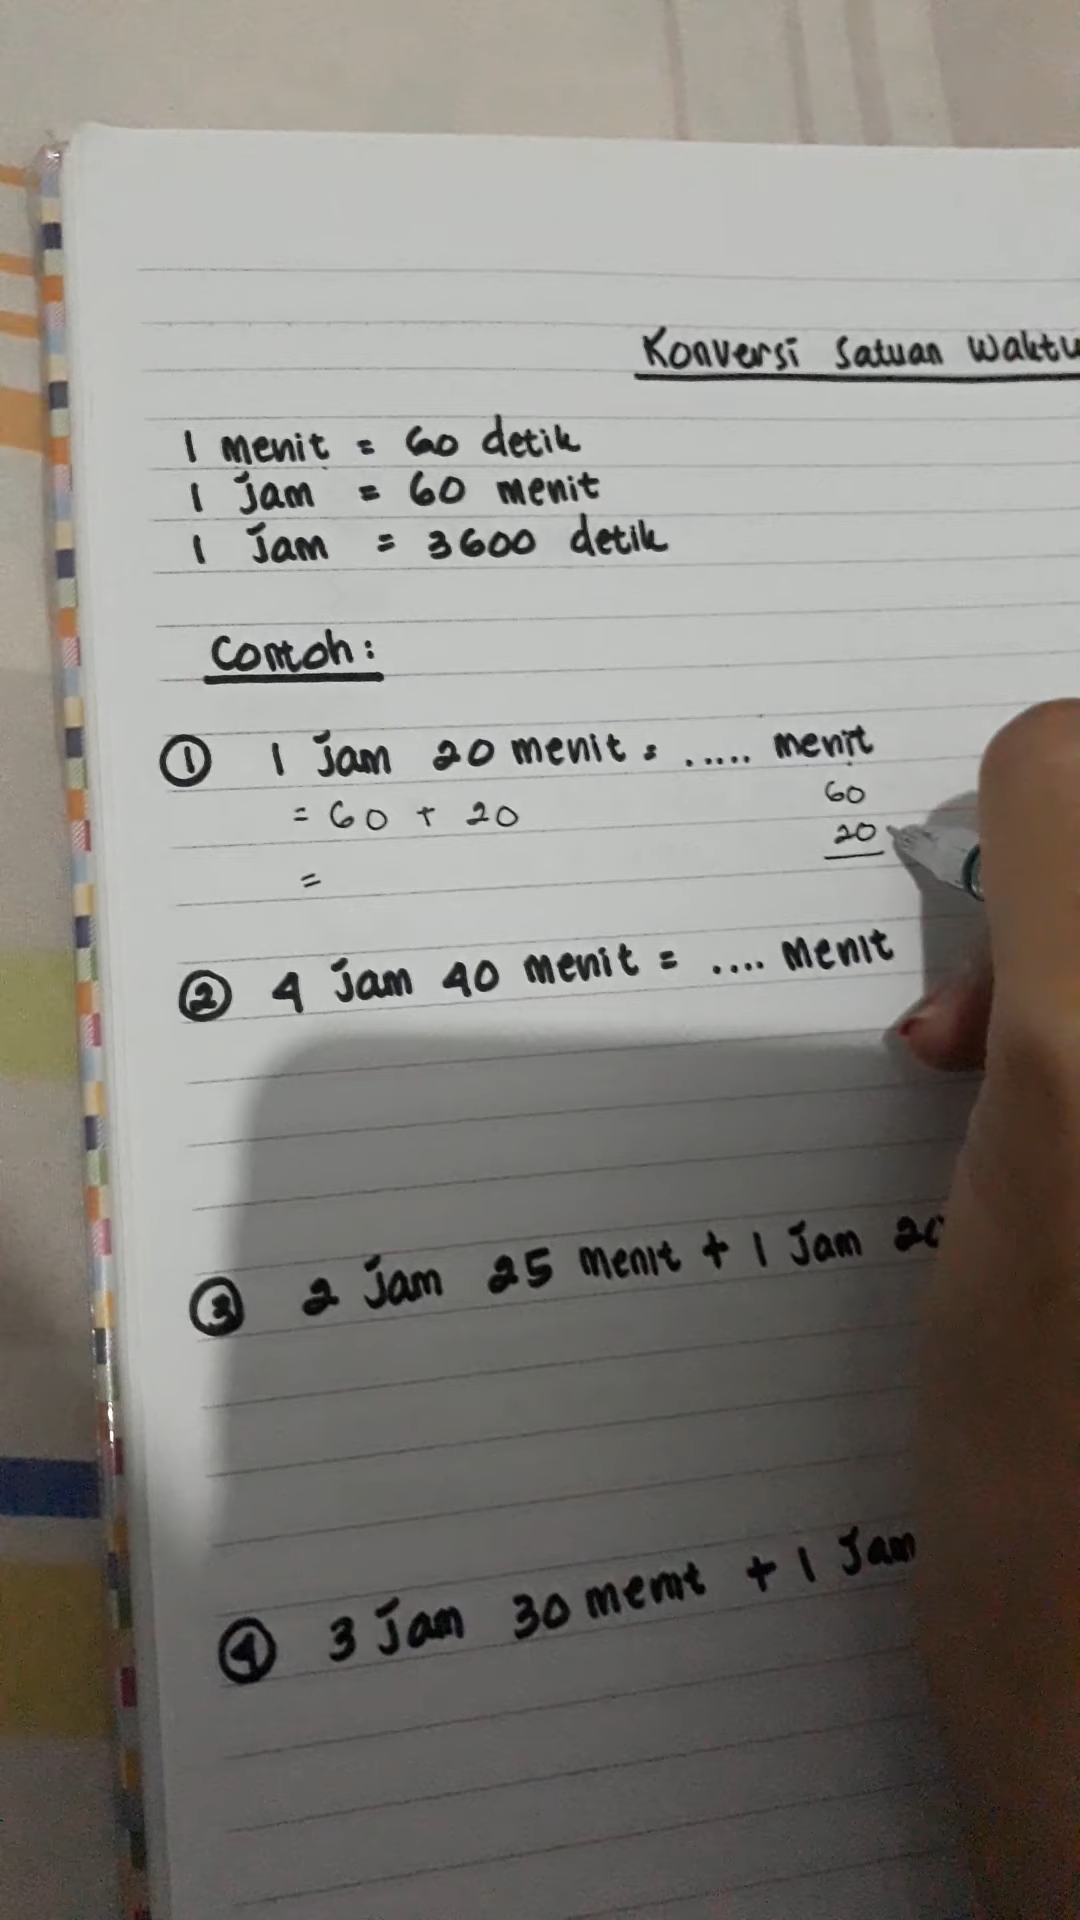 Konversi Satuan Waktu
1 menit = 60 detik
1 Jam = 60 menit
1 Jam = 3600 detik
Contoh :
① 1 Jam 20 menit = ..... menit
= 60 + 20
60
20
=
② 4 Jam 40 menit = .... menit
③ 2 Jam 25 menit + 1 Jam 20
④ 3 Jam 30 menit + 1 Jam